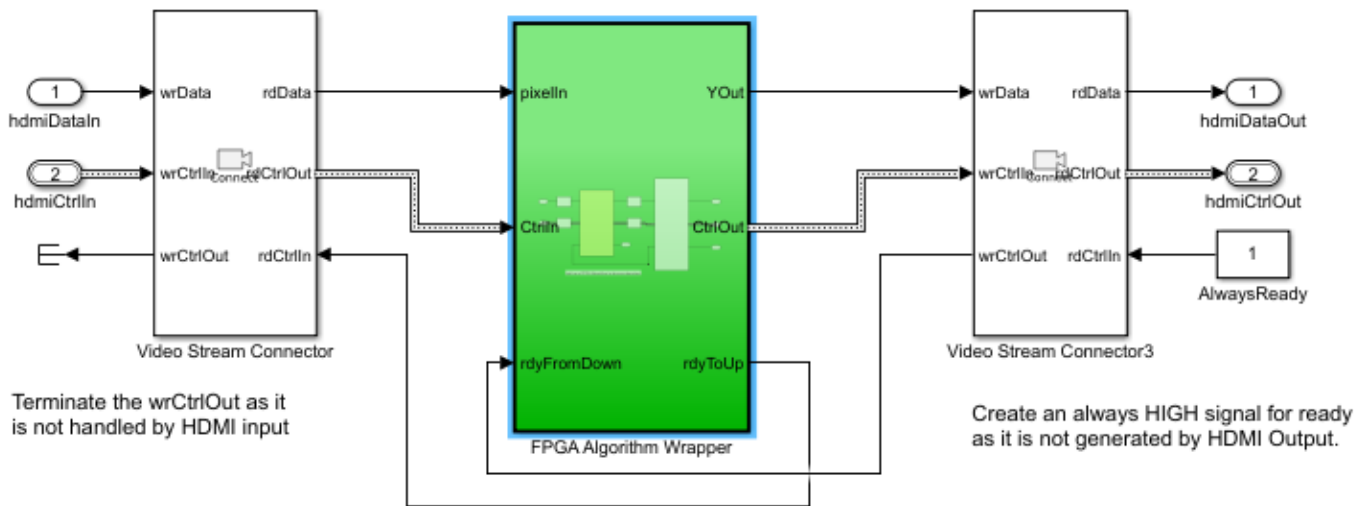 1
hdmiDataIn
2
hdmiCtrlIn
wrData
rdData
wrCtrlIn
rdCtrlOut
Connect
wrCtrlOut
rdCtrlIn
Video Stream Connector
Terminate the wrCtrlOut as it
is not handled by HDMI input
pixelIn
YOut
CtrlIn
CtrlOut
rdyFromDown
rdyToUp
FPGA Algorithm Wrapper
wrData
rdData
wrCtrlIn
rdCtrlOut
Connect
wrCtrlOut
rdCtrlIn
Video Stream Connector3
1
hdmiDataOut
2
hdmiCtrlOut
1
AlwaysReady
Create an always HIGH signal for ready
as it is not generated by HDMI Output.